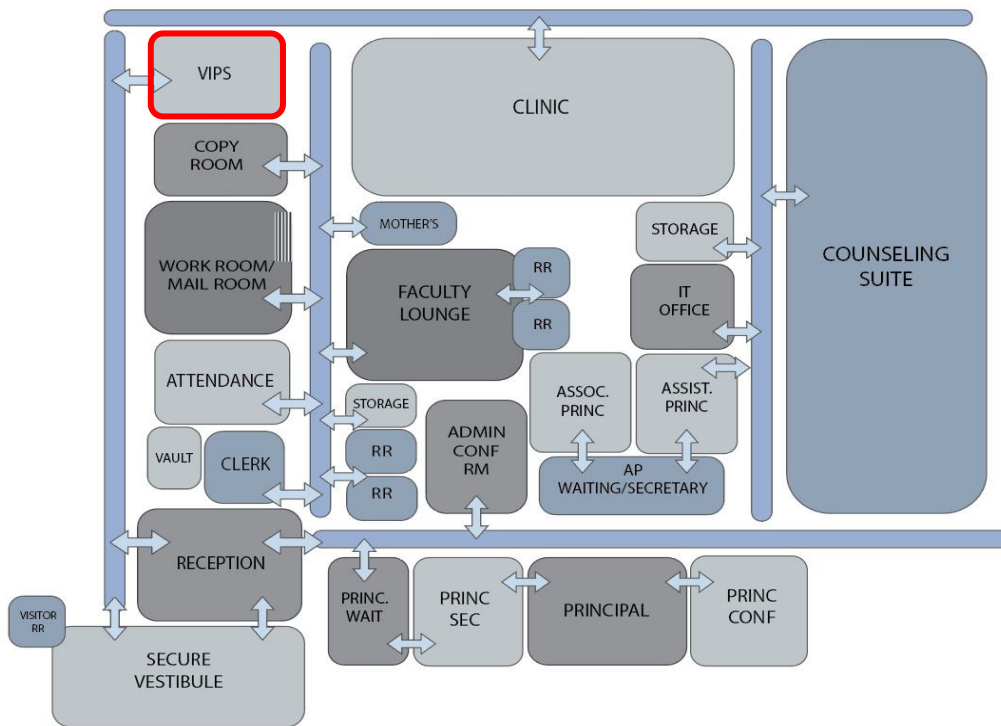 VIPS
CLINIC
COPY
ROOM
MOTHER'S
STORAGE
COUNSELING
SUITE
WORK ROOM/
MAIL ROOM
FACULTY
LOUNGE
RR
RR
IT
OFFICE
ATTENDANCE
STORAGE
ASSOC.
PRINC
ASSIST.
PRINC
VAULT
CLERK
RR
RR
ADMIN
CONF
RM
AP
WAITING/SECRETARY
RECEPTION
PRINC.
WAIT
PRINC
SEC
PRINCIPAL
PRINC
CONF
VISITOR
RR
SECURE
VESTIBULE